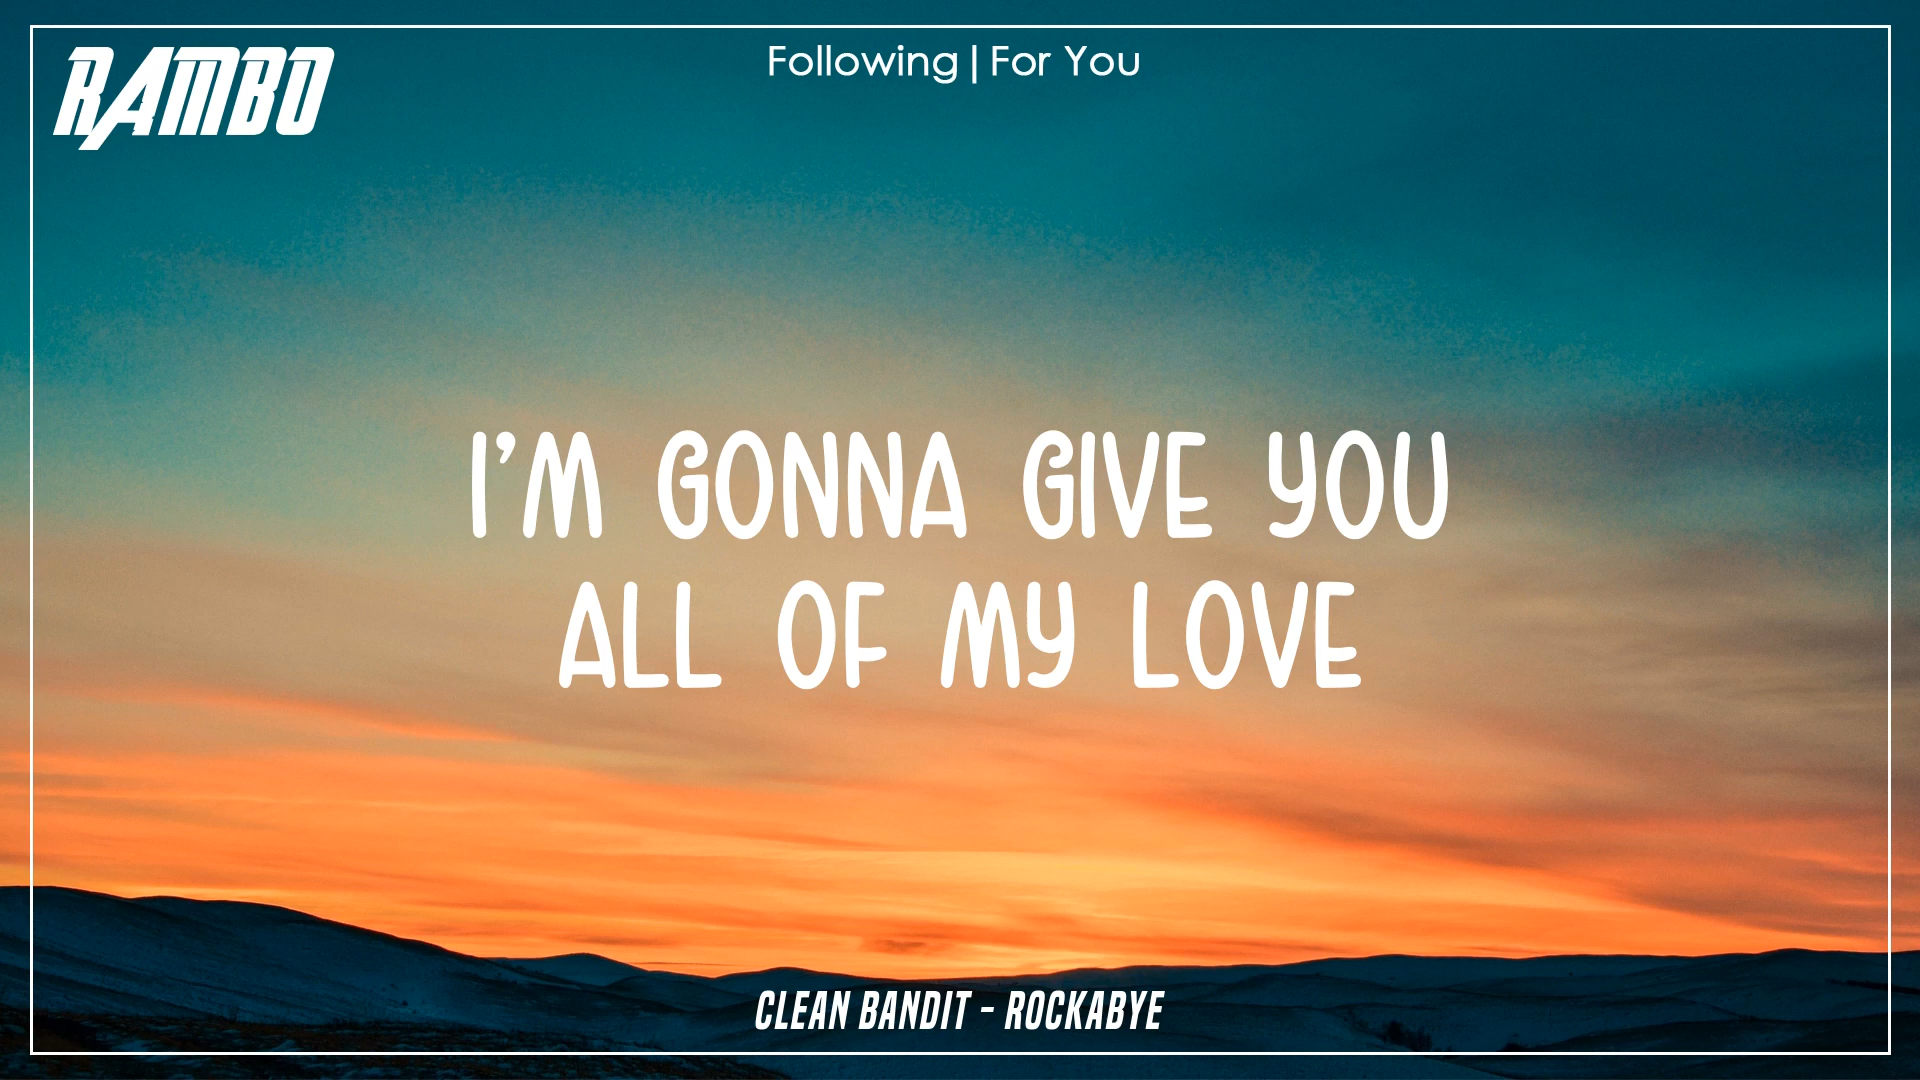 RAMBO
Following | For You
I'M GONNA GIVE YOU
ALL OF MY LOVE
CLEAN BANDIT - ROCKABYE